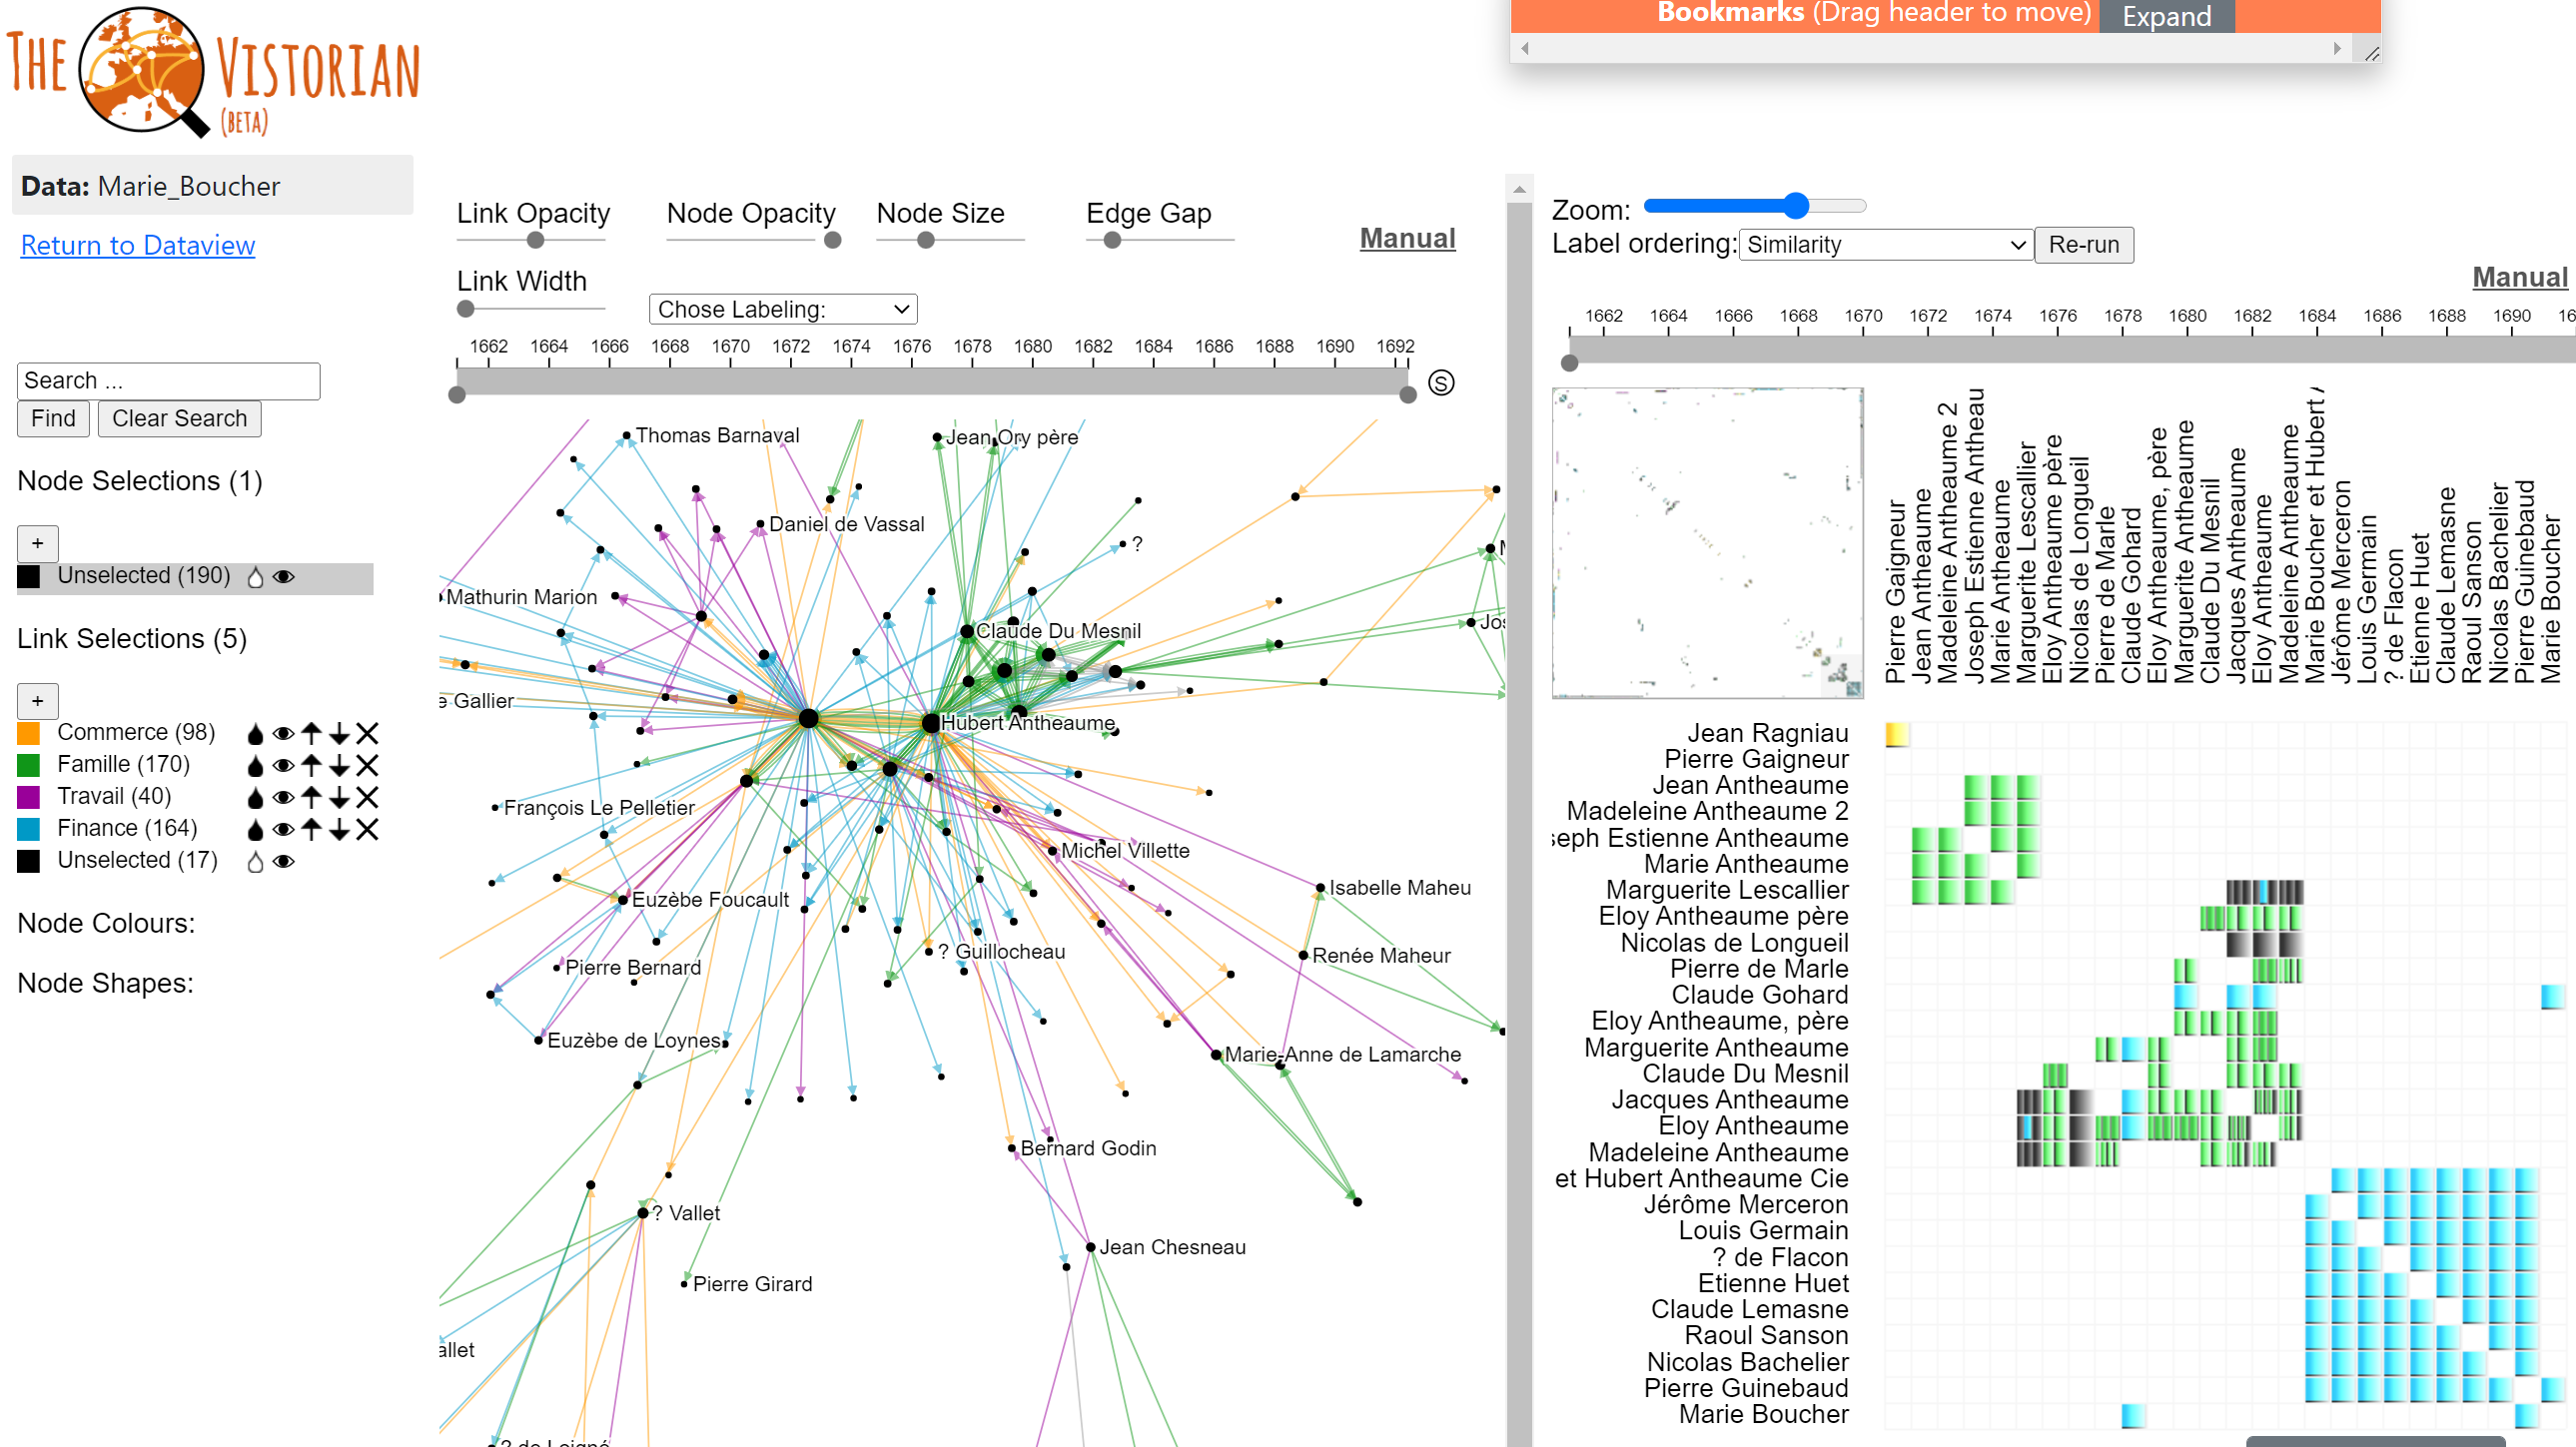 THE VISTORIAN
(BETA)
Bookmarks (Drag header to move) Expand
Data: Marie_Boucher
Return to Dataview
Search ...
Find Clear Search
Node Selections (1)
+
Unselected (190)
Link Selections (5)
+
Commerce (98)
Famille (170)
Travail (40)
Finance (164)
Unselected (17)
Node Colours:
Node Shapes:
Link Opacity Node Opacity Node Size Edge Gap
Manual
Link Width
Chose Labeling:
1662 1664 1666 1668 1670 1672 1674 1676 1678 1680 1682 1684 1686 1688 1690 1692
S
Thomas Barnaval
Jean Ory père
Daniel de Vassal
?
Mathurin Marion
Claude Du Mesnil
Jos
e Gallier
Hubert Antheaume
François Le Pelletier
Michel Villette
Isabelle Maheu
Euzèbe Foucault
? Guillocheau
Renée Maheur
Pierre Bernard
Euzèbe de Loynes
Marie-Anne de Lamarche
Bernard Godin
? Vallet
Jean Chesneau
Pierre Girard
allet
? de Loigné
Zoom:
Label ordering: Similarity Re-run
Manual
1662 1664 1666 1668 1670 1672 1674 1676 1678 1680 1682 1684 1686 1688 1690 16
Pierre Gaigneur
Jean Antheaume
Madeleine Antheaume 2
Joseph Estienne Antheau
Marie Antheaume
Marguerite Lescallier
Eloy Antheaume père
Nicolas de Longueil
Pierre de Marle
Claude Gohard
Eloy Antheaume, père
Marguerite Antheaume
Claude Du Mesnil
Jacques Antheaume
Eloy Antheaume
Madeleine Antheaume
Marie Boucher et Hubert A
Jérôme Merceron
Louis Germain
? de Flacon
Etienne Huet
Claude Lemasne
Raoul Sanson
Nicolas Bachelier
Pierre Guinebaud
Marie Boucher
Jean Ragniau
Pierre Gaigneur
Jean Antheaume
Madeleine Antheaume 2
seph Estienne Antheaume
Marie Antheaume
Marguerite Lescallier
Eloy Antheaume père
Nicolas de Longueil
Pierre de Marle
Claude Gohard
Eloy Antheaume, père
Marguerite Antheaume
Claude Du Mesnil
Jacques Antheaume
Eloy Antheaume
Madeleine Antheaume
et Hubert Antheaume Cie
Jérôme Merceron
Louis Germain
? de Flacon
Etienne Huet
Claude Lemasne
Raoul Sanson
Nicolas Bachelier
Pierre Guinebaud
Marie Boucher